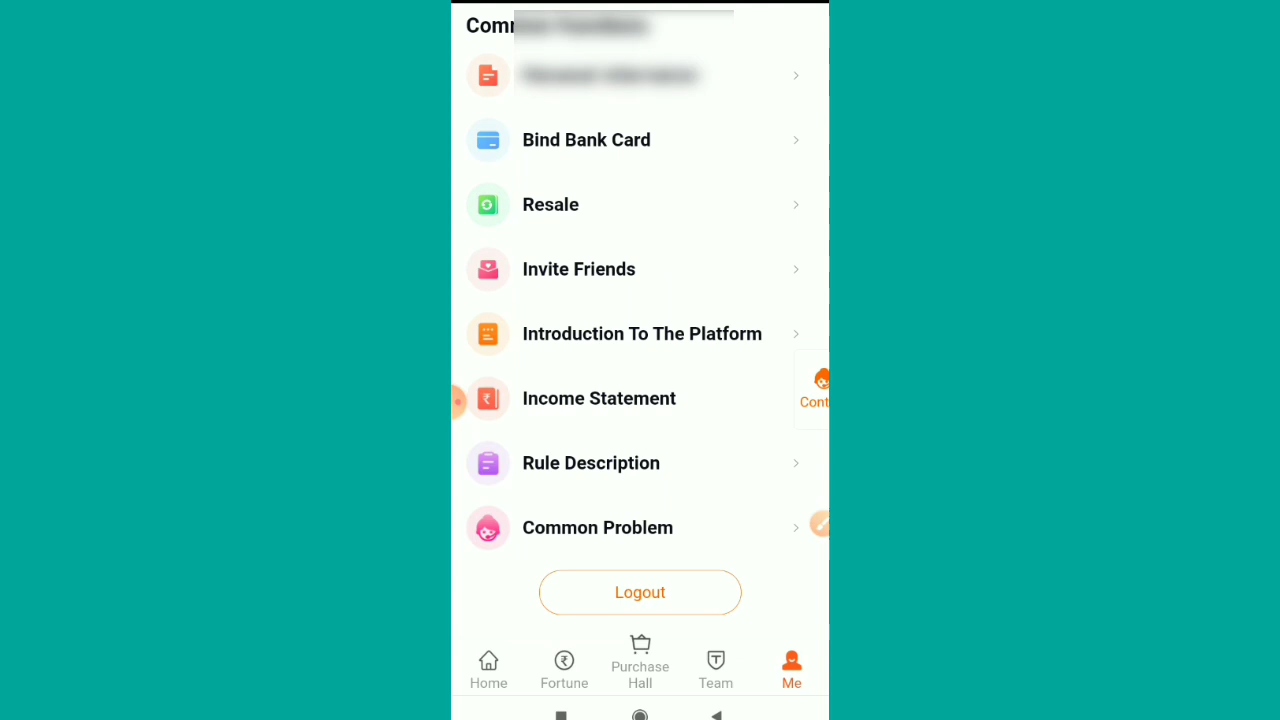 Bind Bank Card
Resale
Invite Friends
Introduction To The Platform
Income Statement
Cont
Rule Description
Common Problem
Logout
Home
Fortune
Purchase
Hall
Team
Me